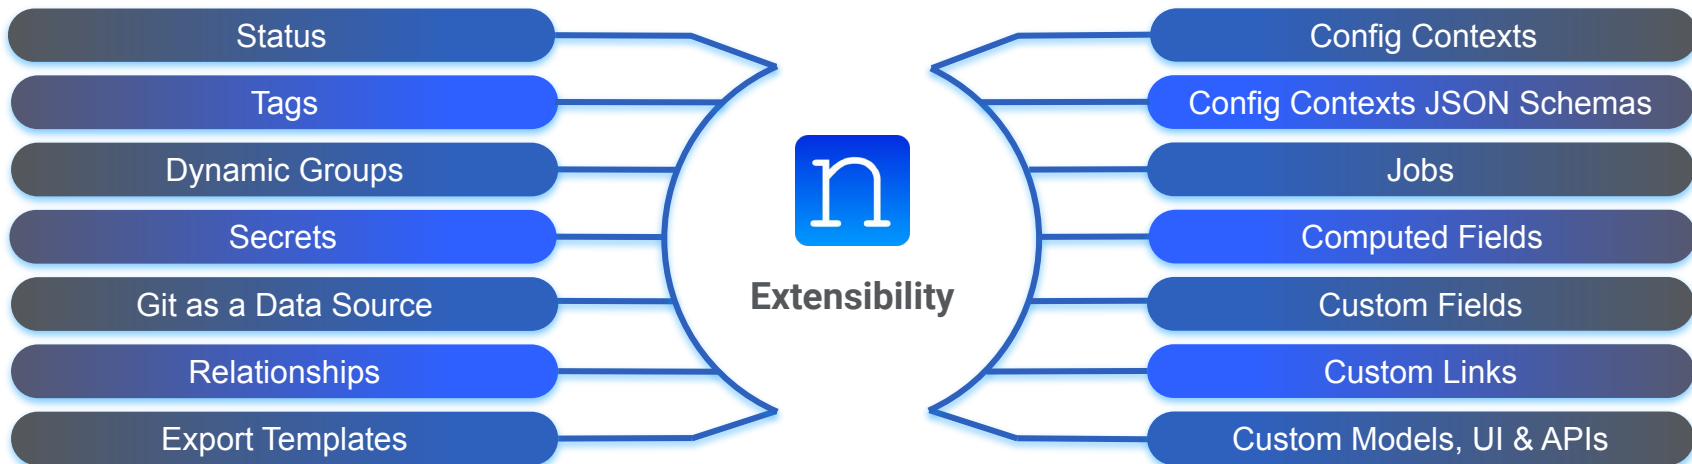 Status
Tags
Dynamic Groups
Secrets
Git as a Data Source
Relationships
Export Templates
n
Extensibility
Config Contexts
Config Contexts JSON Schemas
Jobs
Computed Fields
Custom Fields
Custom Links
Custom Models, UI & APIs